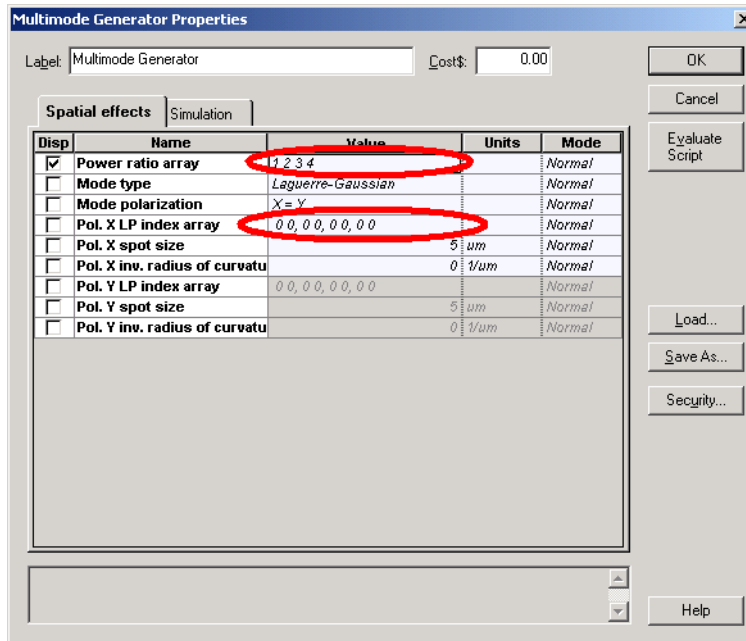 Multimode Generator Properties
Label: Multimode Generator Cost$: 0.00 OK
Cancel
Evaluate Script
Spatial effects Simulation
Disp Name Value Units Mode
Power ratio array 1 2 3 4 Normal
Mode type Laguerre-Gaussian Normal
Mode polarization X = Y Normal
Pol. X LP index array 0 0, 0 0, 0 0, 0 0 Normal
Pol. X spot size 5 um Normal
Pol. X inv. radius of curvatu 0 1/um Normal
Pol. Y LP index array 0 0, 0 0, 0 0, 0 0 Normal
Pol. Y spot size 5 um Normal
Pol. Y inv. radius of curvatu 0 1/um Normal
Load...
Save As...
Security...
Help